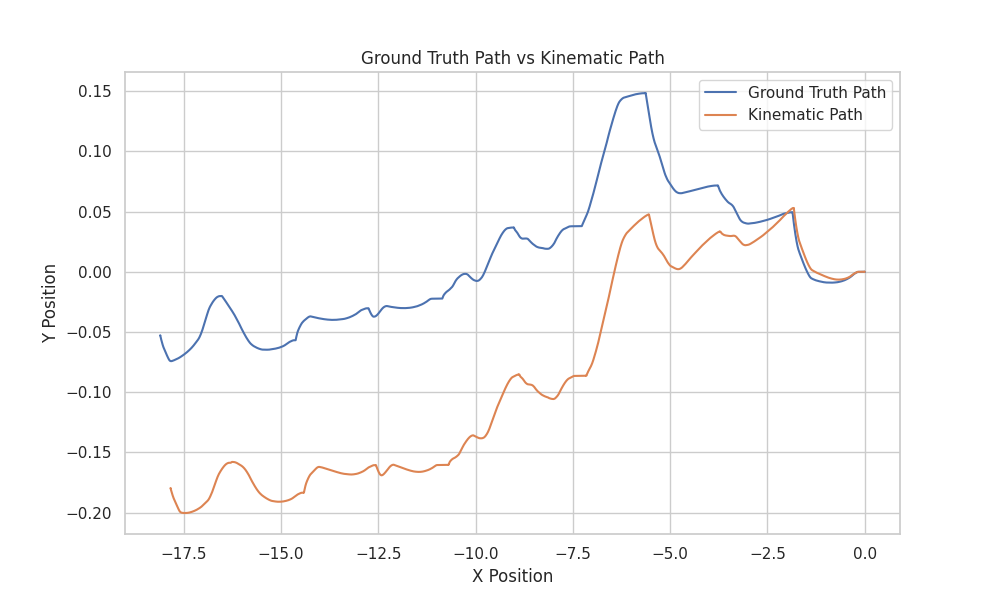 Ground Truth Path vs Kinematic Path
Ground Truth Path
Kinematic Path
Y Position
0.15
0.10
0.05
0.00
−0.05
−0.10
−0.15
−0.20
−17.5 −15.0 −12.5 −10.0 −7.5 −5.0 −2.5 0.0
X Position